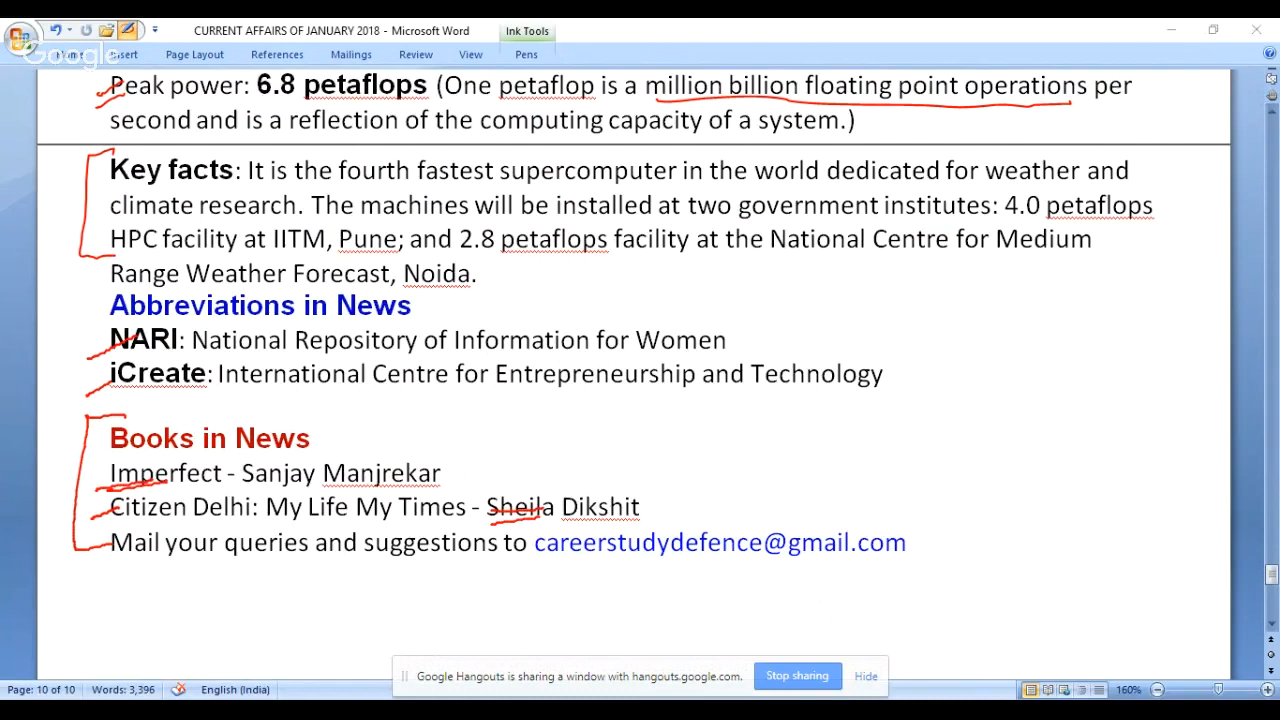 CURRENT AFFAIRS OF JANUARY 2018 - Microsoft Word
Ink Tools
Google
Home Insert Page Layout References Mailings Review View Pens
Peak power: 6.8 petaflops (One petaflop is a million billion floating point operations per
second and is a reflection of the computing capacity of a system.)
Key facts: It is the fourth fastest supercomputer in the world dedicated for weather and
climate research. The machines will be installed at two government institutes: 4.0 petaflops
HPC facility at IITM, Pune; and 2.8 petaflops facility at the National Centre for Medium
Range Weather Forecast, Noida.
Abbreviations in News
NARI: National Repository of Information for Women
iCreate: International Centre for Entrepreneurship and Technology
Books in News
Imperfect - Sanjay Manjrekar
Citizen Delhi: My Life My Times - Sheila Dikshit
Mail your queries and suggestions to careerstudydefence@gmail.com
Google Hangouts is sharing a window with hangouts.google.com. Stop sharing Hide
Page: 10 of 10 Words: 3,396 English (India) 160%